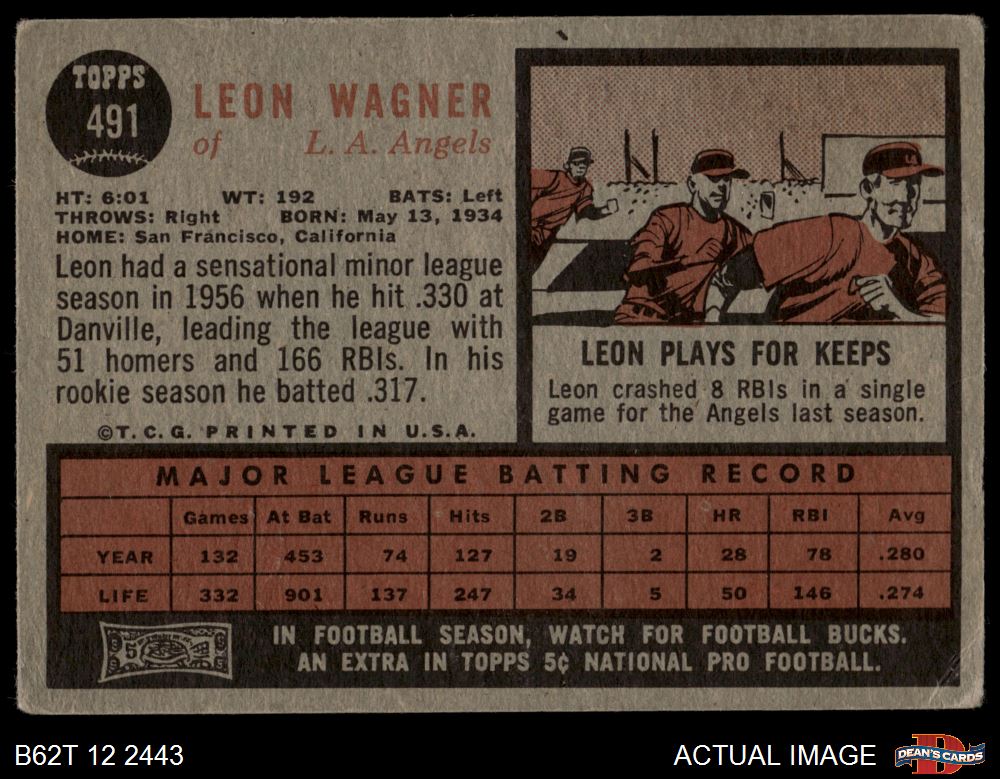 TOPPS
491
LEON WAGNER
of L. A. Angels
HT: 6:01 WT: 192 BATS: Left
THROWS: Right BORN: May 13, 1934
HOME: San Francisco, California
Leon had a sensational minor league
season in 1956 when he hit .330 at
Danville, leading the league with
51 homers and 166 RBIs. In his
rookie season he batted .317.
©T. C. G. PRINTED IN U.S.A.
LEON PLAYS FOR KEEPS
Leon crashed 8 RBIs in a single
game for the Angels last season.
MAJOR LEAGUE BATTING RECORD
Games At Bat Runs Hits 2B 3B HR RBI Avg
YEAR 132 453 74 127 19 2 28 78 .280
LIFE 332 901 137 247 34 5 50 146 .274
IN FOOTBALL SEASON, WATCH FOR FOOTBALL BUCKS.
AN EXTRA IN TOPPS 5¢ NATIONAL PRO FOOTBALL.
B62T 12 2443 ACTUAL IMAGE DEAN'S CARDS